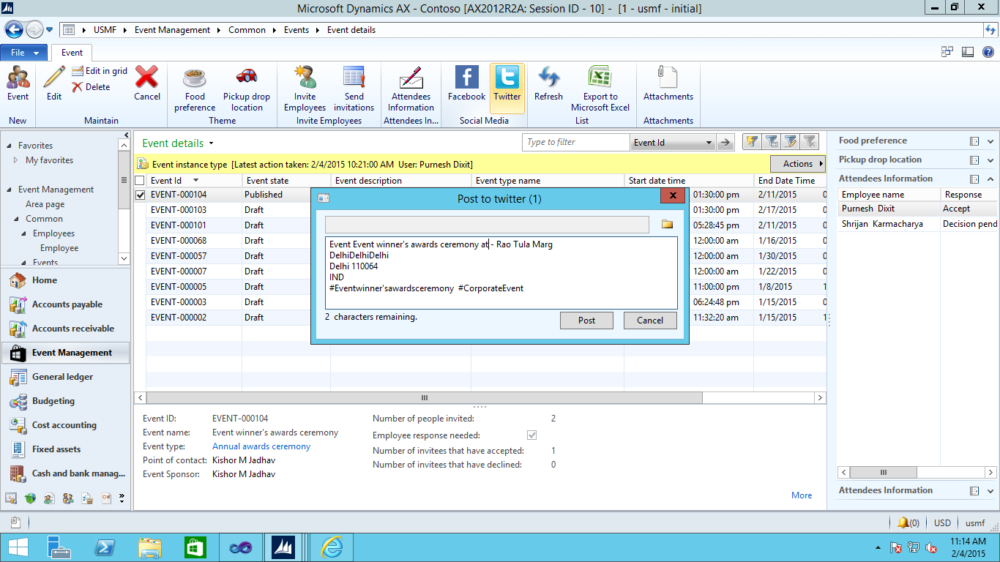 Microsoft Dynamics AX - Contoso [AX2012R2A: Session ID - 10] - [1 - usmf - initial]
USMF Event Management Common Events Event details
File Event
Event Edit Edit in grid Delete Cancel Food preference Pickup drop location Invite Employees Send invitations Attendees Information Facebook Twitter Refresh Export to Microsoft Excel Attachments
New Maintain Theme Invite Employees Attendees In... Social Media List Attachments
Favorites
My favorites
Event Management
Area page
Common
Employees
Employee
Events
Home
Accounts payable
Accounts receivable
Event Management
General ledger
Budgeting
Cost accounting
Fixed assets
Cash and bank manag...
Event details Type to filter Event Id
Event instance type [Latest action taken: 2/4/2015 10:21:00 AM User: Purnesh Dixit] Actions
Event Id Event state Event description Event type name Start date time End Date Time
EVENT-000104 Published 01:30:00 pm 2/11/2015 0
EVENT-000103 Draft 01:30:00 pm 2/17/2015 0
EVENT-000101 Draft 05:28:45 pm 2/11/2015 0
EVENT-000068 Draft 12:00:00 am 1/16/2015 0
EVENT-000057 Draft 12:00:00 am 1/30/2015 0
EVENT-000007 Draft 12:00:00 am 1/22/2015 0
EVENT-000005 Draft 11:00:00 pm 1/8/2015 1
EVENT-000003 Draft 06:24:48 pm 1/15/2015 0
EVENT-000002 Draft 11:32:20 am 1/15/2015 1
Post to twitter (1)
Event Event winner's awards ceremony at - Rao Tula Marg
DelhiDelhiDelhi
Delhi 110064
IND
#Eventwinner'sawardsceremony #CorporateEvent
2 characters remaining. Post Cancel
Event ID: EVENT-000104
Event name: Event winner's awards ceremony
Event type: Annual awards ceremony
Point of contact: Kishor M Jadhav
Event Sponsor: Kishor M Jadhav
Number of people invited: 2
Employee response needed:
Number of invitees that have accepted: 1
Number of invitees that have declined: 0
More
Food preference
Pickup drop location
Attendees Information
Employee name Response
Purnesh Dixit Accept
Shrijan Karmacharya Decision pend
Attendees Information
(0) USD usmf
11:14 AM
2/4/2015